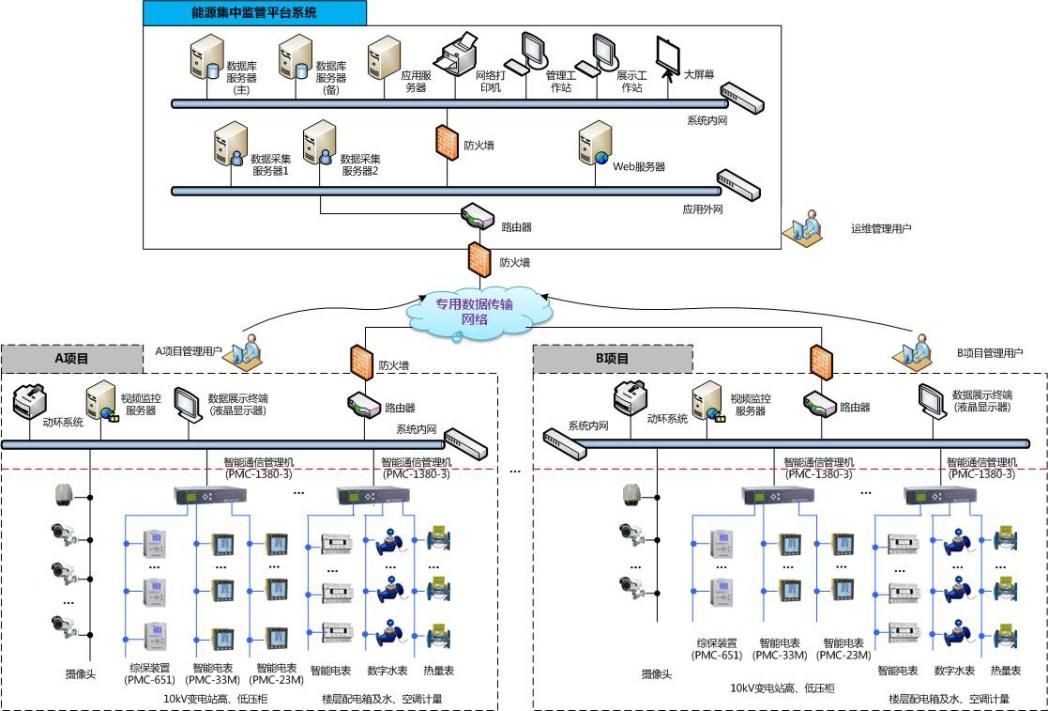 能源集中监管平台系统
数据库
服务器
(主)
数据库
服务器
(备)
应用服
务器
网络打
印机
管理工
作站
展示工
作站
大屏幕
系统内网
数据采集
服务器1
数据采集
服务器2
防火墙
Web服务器
应用外网
路由器
运维管理用户
防火墙
专用数据传输
网络
A项目
A项目管理用户
防火墙
动环系统
视频监控
服务器
数据展示终端
(液晶显示器)
路由器
系统内网
智能通信管理机
(PMC-1380-3)
智能通信管理机
(PMC-1380-3)
...
...
...
...
...
...
...
...
...
摄像头
综保装置
(PMC-651)
智能电表
(PMC-33M)
智能电表
(PMC-23M)
智能电表
数字水表
热量表
10kV变电站高、低压柜
楼层配电箱及水、空调计量
B项目
B项目管理用户
防火墙
系统内网
动环系统
视频监控
服务器
路由器
数据展示终端
(液晶显示器)
智能通信管理机
(PMC-1380-3)
智能通信管理机
(PMC-1380-3)
...
...
...
...
...
...
...
...
摄像头
综保装置
(PMC-651)
智能电表
(PMC-33M)
智能电表
(PMC-23M)
智能电表
数字水表
热量表
10kV变电站高、低压柜
楼层配电箱及水、空调计量